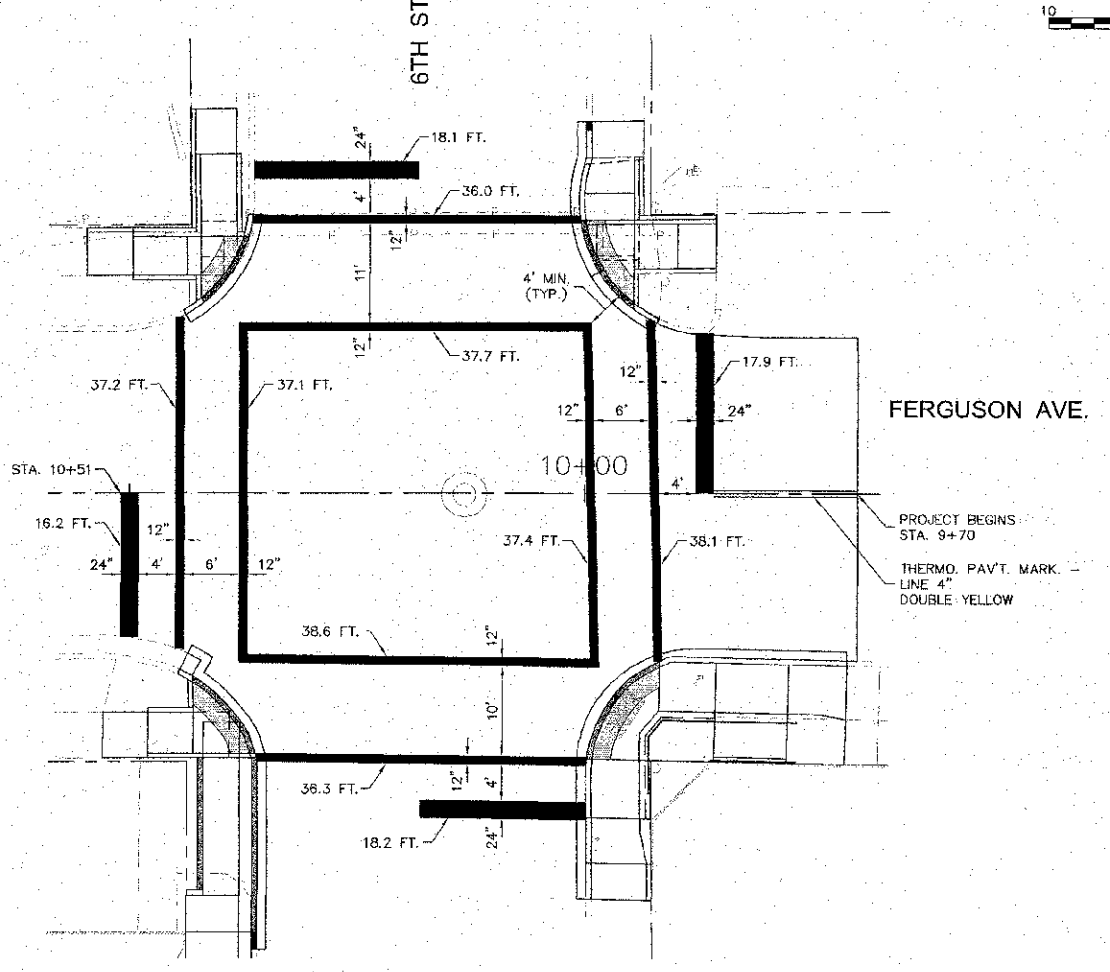 10
6TH ST
24"
18.1 FT.
4'
36.0 FT.
12"
11'
4' MIN.
(TYP.)
12"
37.7 FT.
37.2 FT.
37.1 FT.
12"
17.9 FT.
12"
6'
24"
FERGUSON AVE.
STA. 10+51
10+00
4'
16.2 FT.
12"
PROJECT BEGINS
STA. 9+70
37.4 FT.
38.1 FT.
24"
4'
6'
12"
THERMO. PAV'T. MARK. -
LINE 4"
DOUBLE YELLOW
38.6 FT.
12"
10'
36.3 FT.
12"
4'
18.2 FT.
24"